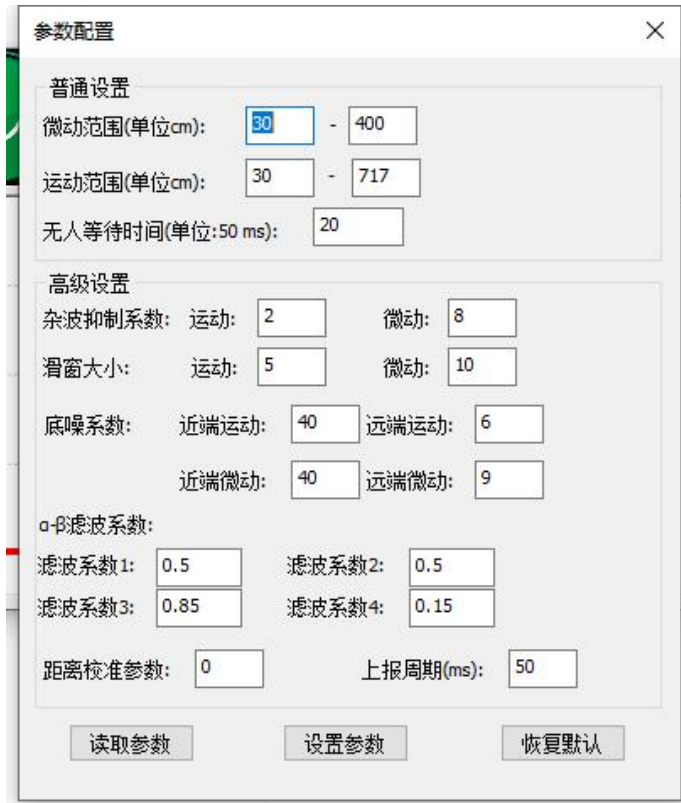 参数配置
普通设置
微动范围(单位cm): 30 - 400
运动范围(单位cm): 30 - 717
无人等待时间(单位:50 ms): 20
高级设置
杂波抑制系数: 运动: 2 微动: 8
滑窗大小: 运动: 5 微动: 10
底噪系数: 近端运动: 40 远端运动: 6
近端微动: 40 远端微动: 9
α-β滤波系数:
滤波系数1: 0.5 滤波系数2: 0.5
滤波系数3: 0.85 滤波系数4: 0.15
距离校准参数: 0 上报周期(ms): 50
读取参数 设置参数 恢复默认